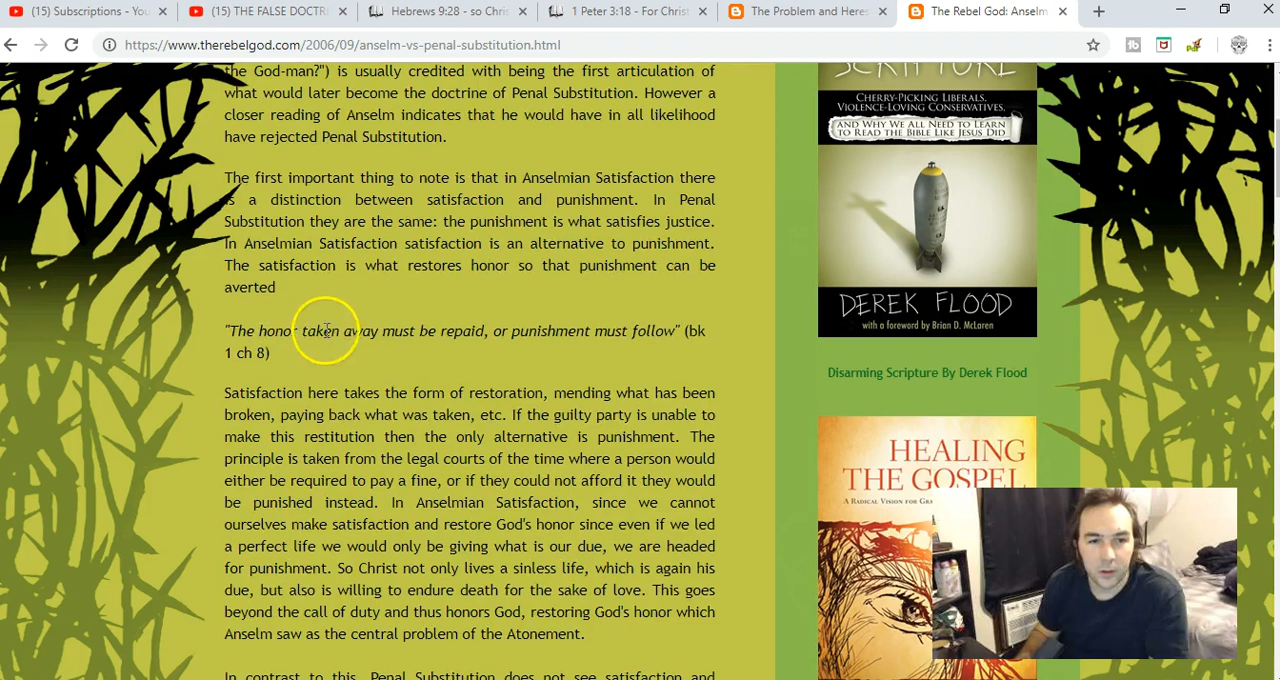 (15) Subscriptions - You
(15) THE FALSE DOCTR
Hebrews 9:28 - so Chris
1 Peter 3:18 - For Christ
The Problem and Heres
The Rebel God: Anselm
https://www.therebelgod.com/2006/09/anselm-vs-penal-substitution.html
the God-man?") is usually credited with being the first articulation of
what would later become the doctrine of Penal Substitution. However a
closer reading of Anselm indicates that he would have in all likelihood
have rejected Penal Substitution.
The first important thing to note is that in Anselmian Satisfaction there
is a distinction between satisfaction and punishment. In Penal
Substitution they are the same: the punishment is what satisfies justice.
In Anselmian Satisfaction satisfaction is an alternative to punishment.
The satisfaction is what restores honor so that punishment can be
averted
"The honor taken away must be repaid, or punishment must follow" (bk
1 ch 8)
Satisfaction here takes the form of restoration, mending what has been
broken, paying back what was taken, etc. If the guilty party is unable to
make this restitution then the only alternative is punishment. The
principle is taken from the legal courts of the time where a person would
either be required to pay a fine, or if they could not afford it they would
be punished instead. In Anselmian Satisfaction, since we cannot
ourselves make satisfaction and restore God's honor since even if we led
a perfect life we would only be giving what is our due, we are headed
for punishment. So Christ not only lives a sinless life, which is again his
due, but also is willing to endure death for the sake of love. This goes
beyond the call of duty and thus honors God, restoring God's honor which
Anselm saw as the central problem of the Atonement.
In contrast to this, Penal Substitution does not see satisfaction and
SCRIPTURE
CHERRY-PICKING LIBERALS,
VIOLENCE-LOVING CONSERVATIVES,
AND WHY WE ALL NEED TO LEARN
TO READ THE BIBLE LIKE JESUS DID
DEREK FLOOD
with a foreword by Brian D. McLaren
Disarming Scripture By Derek Flood
HEALING
THE GOSPEL
A RADICAL VISION FOR